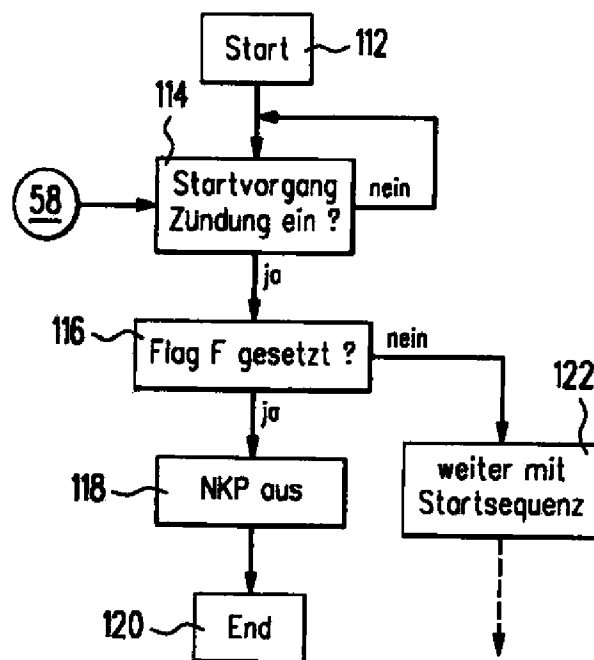 Start
112
114
58
Startvorgang
Zündung ein ?
nein
ja
116
Flag F gesetzt ?
nein
ja
122
118
NKP aus
weiter mit
Startsequenz
120
End